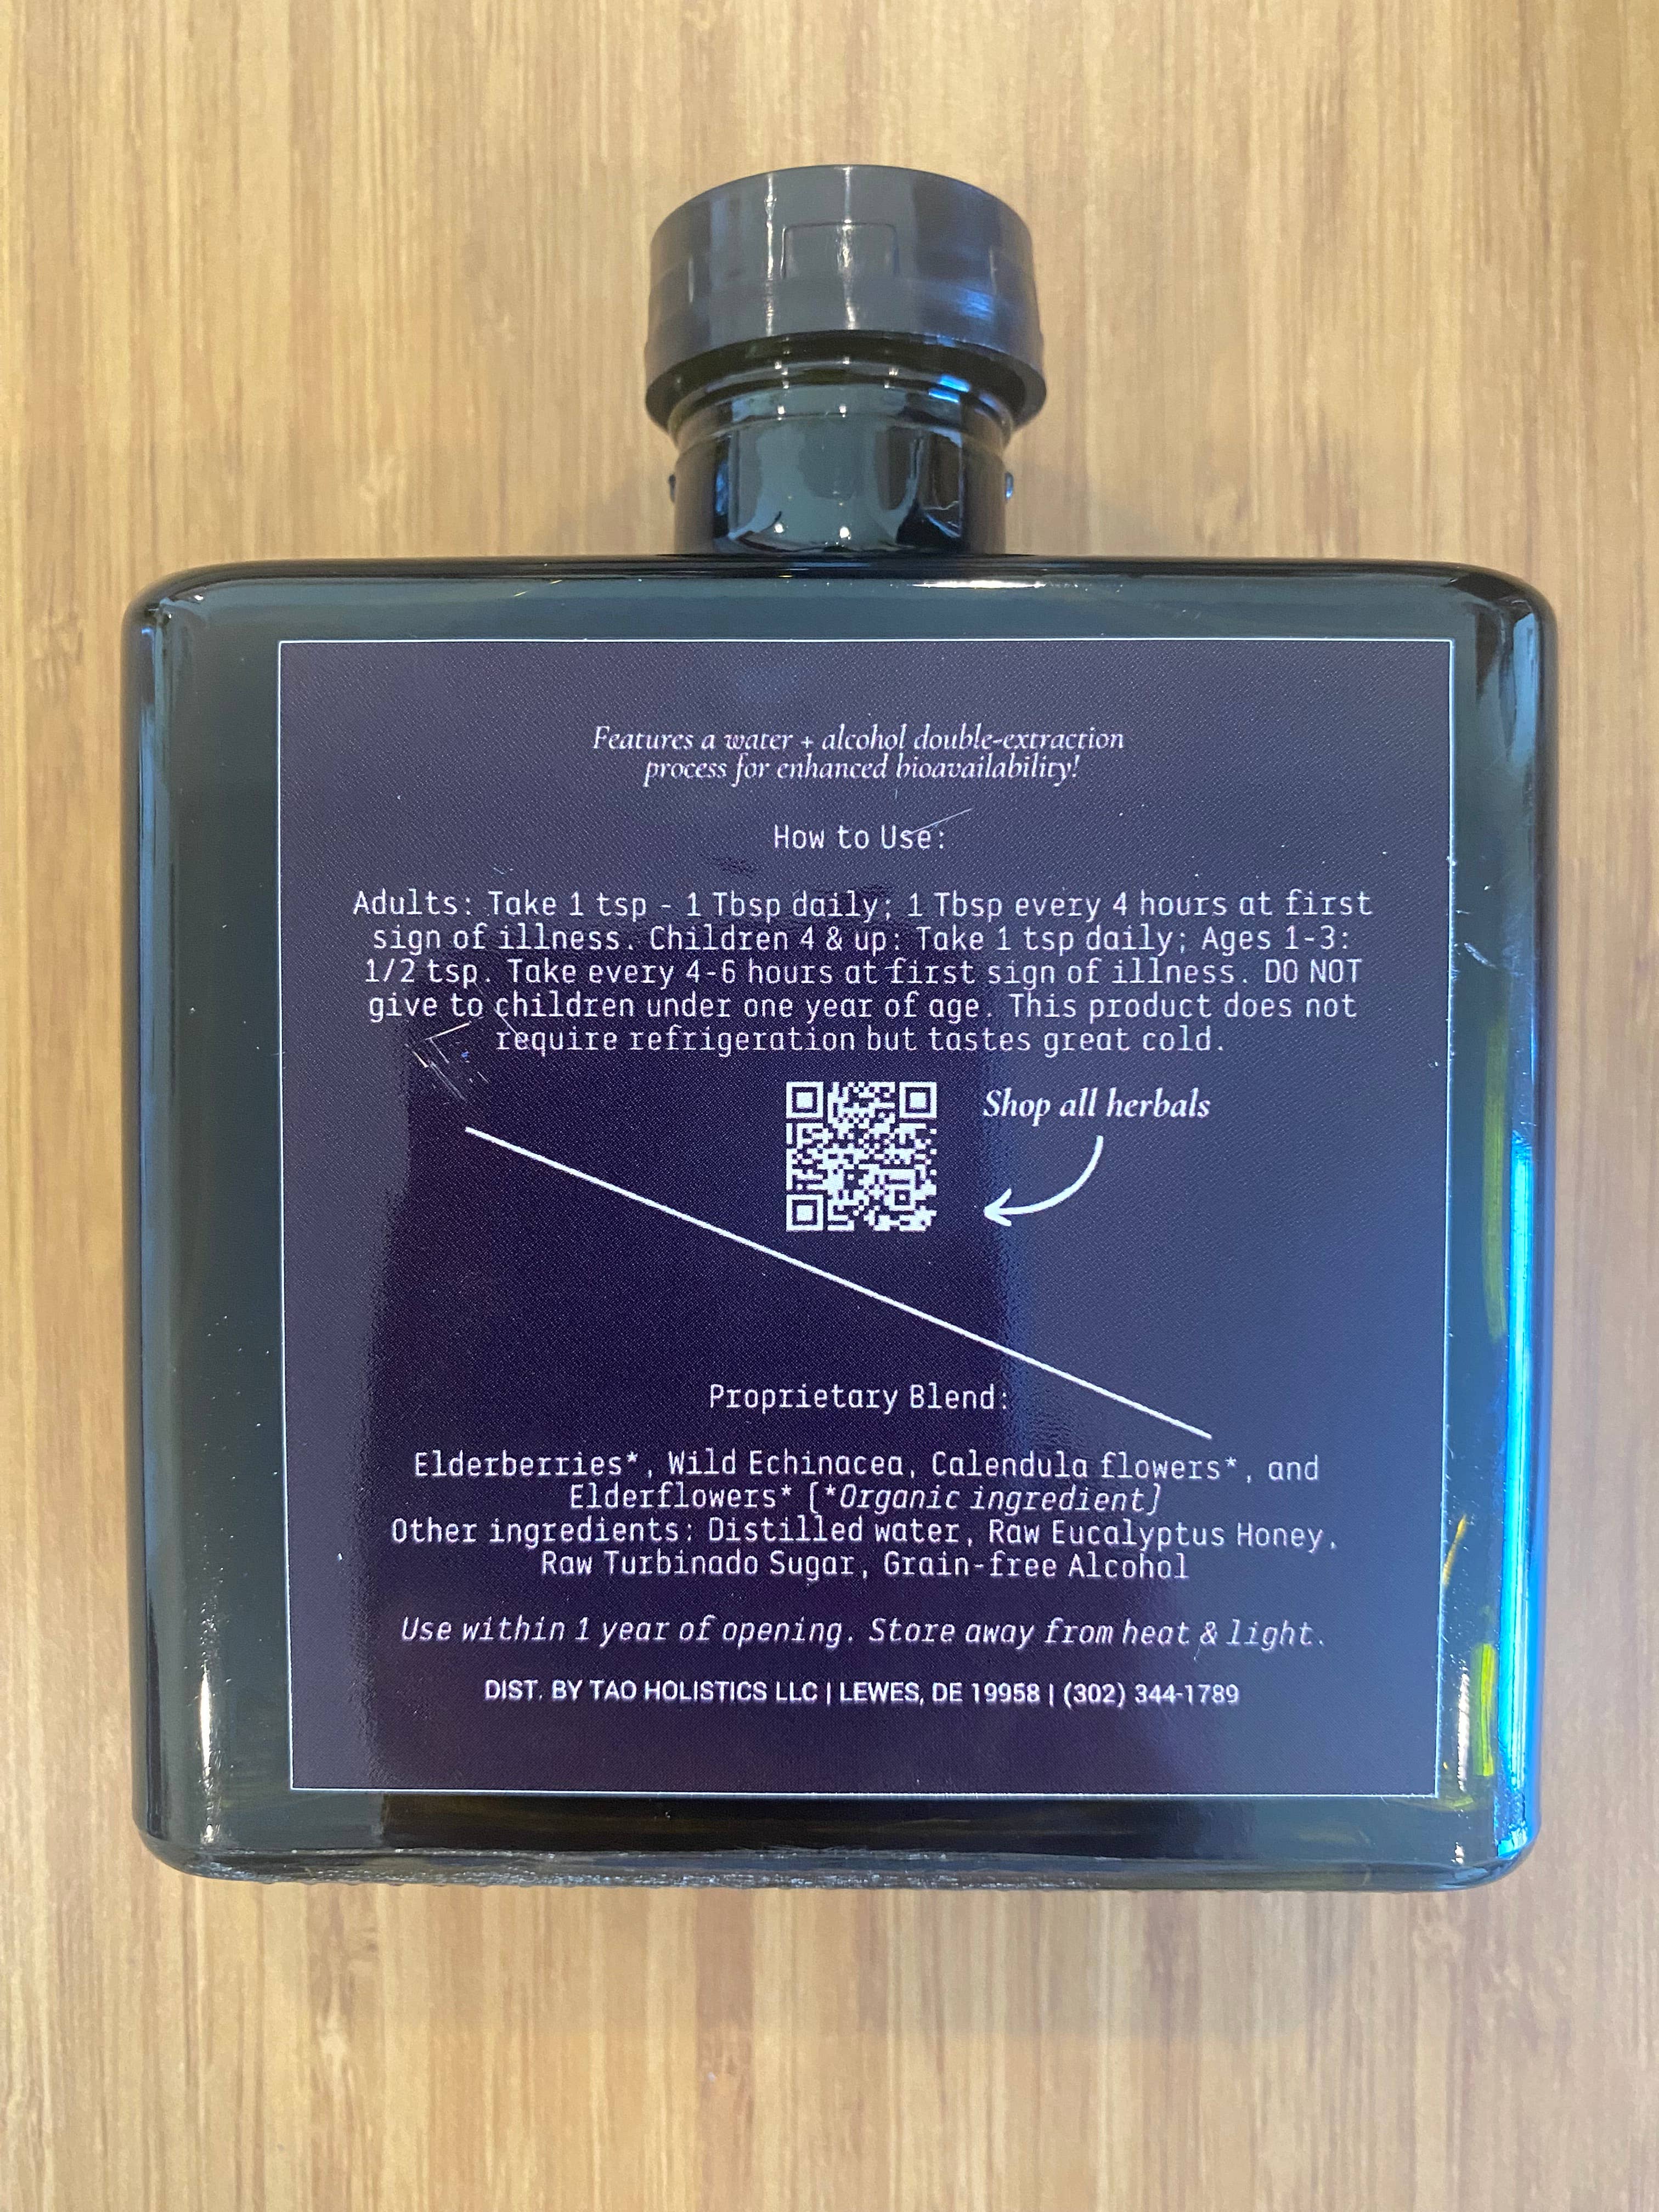 Features a water + alcohol double-extraction
process for enhanced bioavailability!
How to Use:
Adults: Take 1 tsp - 1 Tbsp daily; 1 Tbsp every 4 hours at first
sign of illness. Children 4 & up: Take 1 tsp daily; Ages 1-3:
1/2 tsp. Take every 4-6 hours at first sign of illness. DO NOT
give to children under one year of age. This product does not
require refrigeration but tastes great cold.
Shop all herbals
Proprietary Blend:
Elderberries*, Wild Echinacea, Calendula flowers*, and
Elderflowers* [*Organic ingredient]
Other ingredients: Distilled water, Raw Eucalyptus Honey,
Raw Turbinado Sugar, Grain-free Alcohol
Use within 1 year of opening. Store away from heat & light.
DIST. BY TAO HOLISTICS LLC | LEWES, DE 19958 | (302) 344-1789